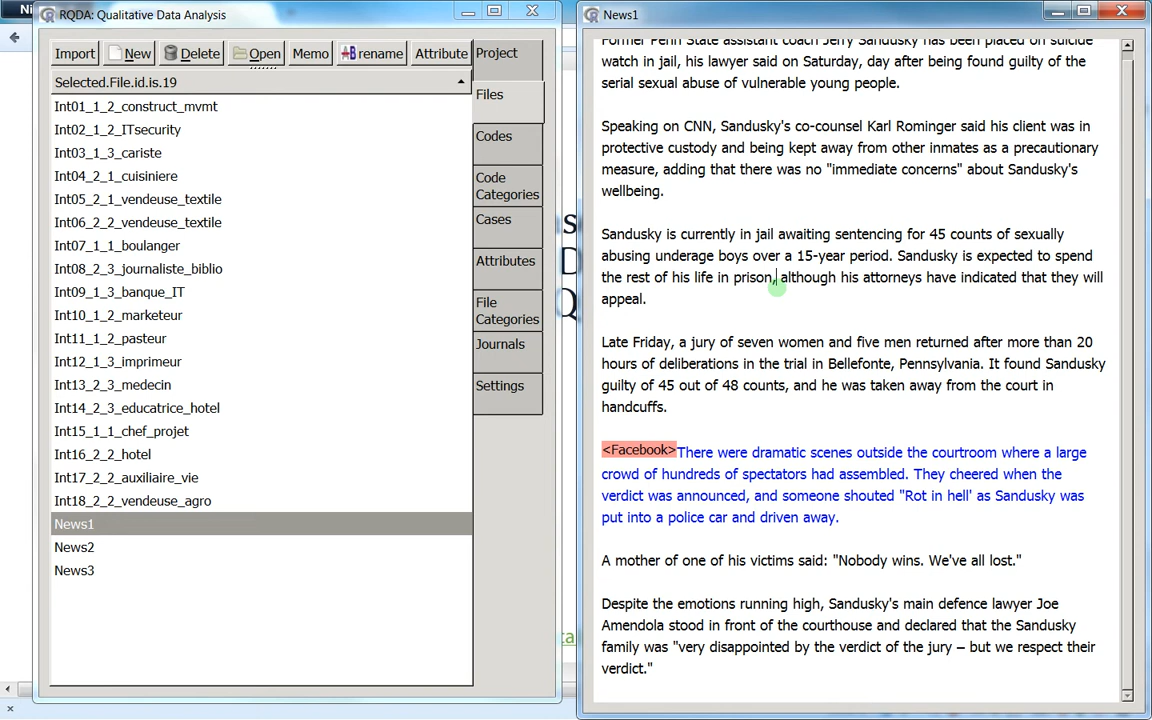 Ni
RQDA: Qualitative Data Analysis
Import
New
Delete
Open
Memo
rename
Attribute
Selected.File.id.is.19
Int01_1_2_construct_mvmt
Int02_1_2_ITsecurity
Int03_1_3_cariste
Int04_2_1_cuisiniere
Int05_2_1_vendeuse_textile
Int06_2_2_vendeuse_textile
Int07_1_1_boulanger
Int08_2_3_journaliste_biblio
Int09_1_3_banque_IT
Int10_1_2_marketeur
Int11_1_2_pasteur
Int12_1_3_imprimeur
Int13_2_3_medecin
Int14_2_3_educatrice_hotel
Int15_1_1_chef_projet
Int16_2_2_hotel
Int17_2_2_auxiliaire_vie
Int18_2_2_vendeuse_agro
News1
News2
News3
Project
Files
Codes
Code
Categories
Cases
Attributes
File
Categories
Journals
Settings
News1
Former Penn State assistant coach Jerry Sandusky has been placed on suicide
watch in jail, his lawyer said on Saturday, day after being found guilty of the
serial sexual abuse of vulnerable young people.
Speaking on CNN, Sandusky's co-counsel Karl Rominger said his client was in
protective custody and being kept away from other inmates as a precautionary
measure, adding that there was no "immediate concerns" about Sandusky's
wellbeing.
Sandusky is currently in jail awaiting sentencing for 45 counts of sexually
abusing underage boys over a 15-year period. Sandusky is expected to spend
the rest of his life in prison, although his attorneys have indicated that they will
appeal.
Late Friday, a jury of seven women and five men returned after more than 20
hours of deliberations in the trial in Bellefonte, Pennsylvania. It found Sandusky
guilty of 45 out of 48 counts, and he was taken away from the court in
handcuffs.
<Facebook>There were dramatic scenes outside the courtroom where a large
crowd of hundreds of spectators had assembled. They cheered when the
verdict was announced, and someone shouted "Rot in hell' as Sandusky was
put into a police car and driven away.
A mother of one of his victims said: "Nobody wins. We've all lost."
Despite the emotions running high, Sandusky's main defence lawyer Joe
Amendola stood in front of the courthouse and declared that the Sandusky
family was "very disappointed by the verdict of the jury – but we respect their
verdict."